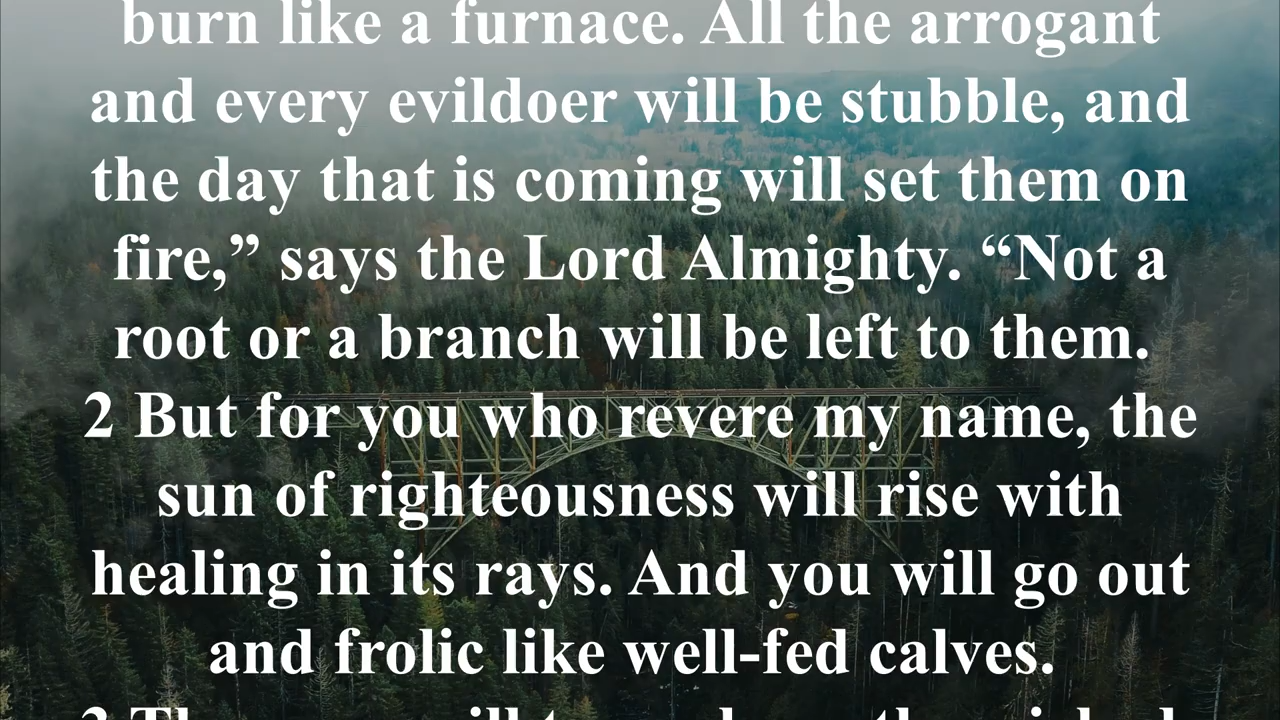 burn like a furnace. All the arrogant
and every evildoer will be stubble, and
the day that is coming will set them on
fire,” says the Lord Almighty. “Not a
root or a branch will be left to them.
2 But for you who revere my name, the
sun of righteousness will rise with
healing in its rays. And you will go out
and frolic like well-fed calves.